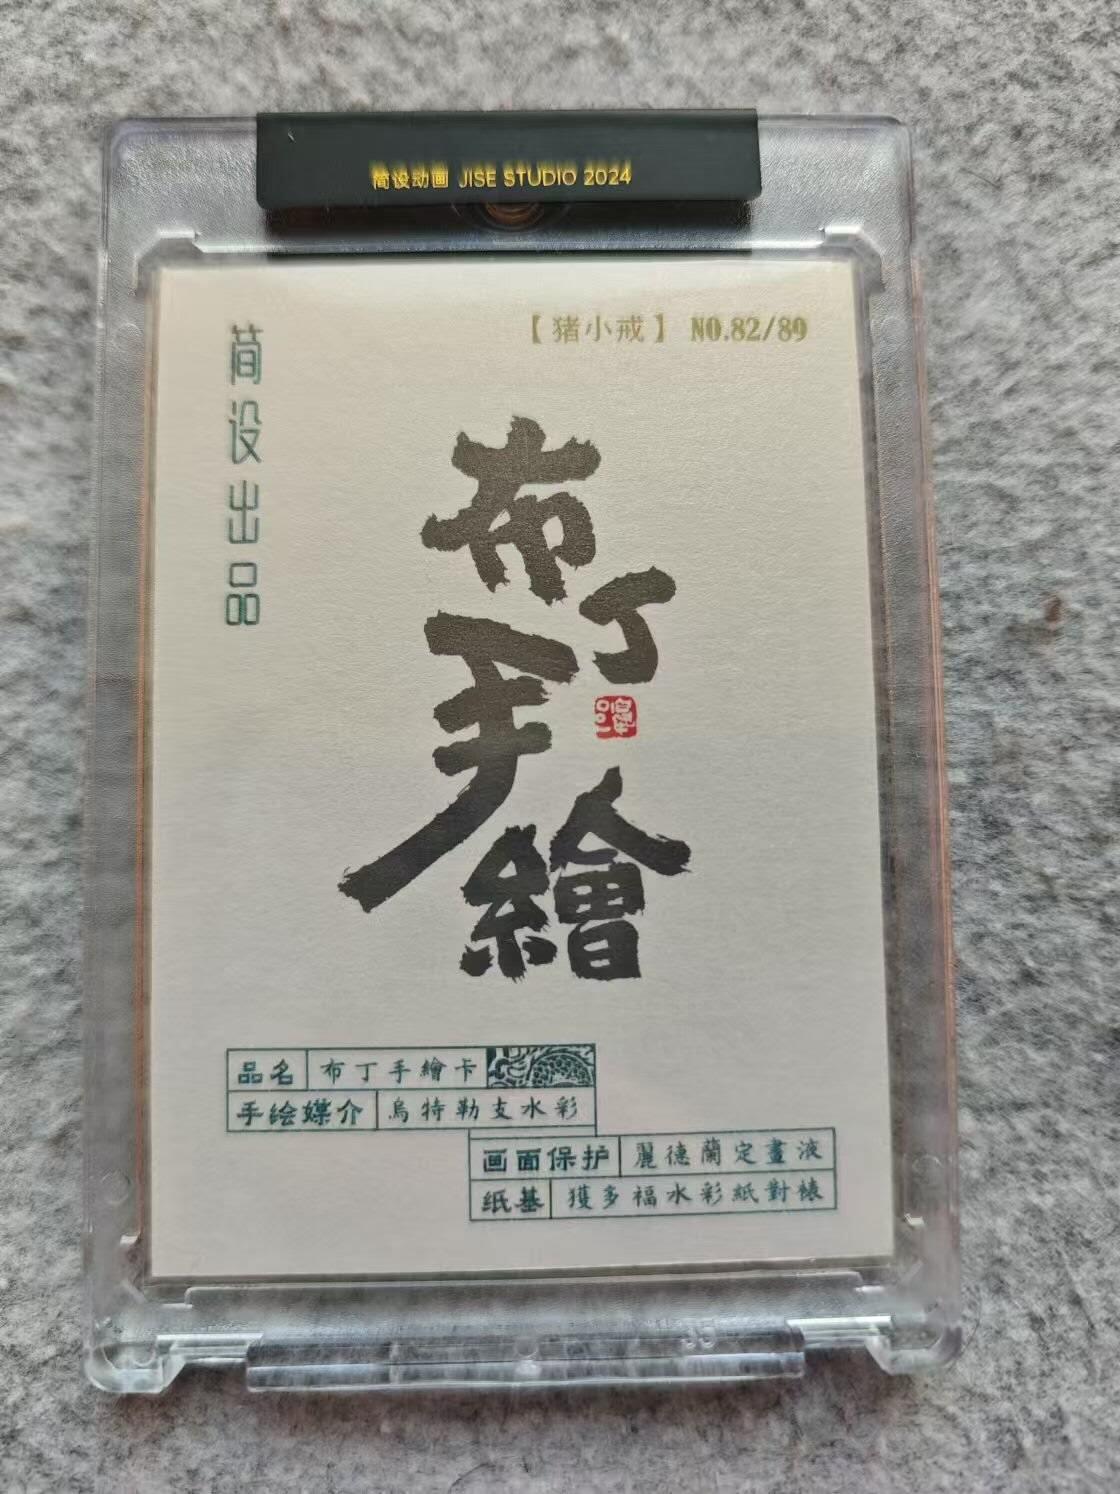 简设动画 JISE STUDIO 2024
【猪小戒】 NO.82/89
简设出品
布丁
手繪
品名 布丁手繪卡
手绘媒介 烏特勒支水彩
画面保护 麗德蘭定畫液
纸基 獲多福水彩紙對裱